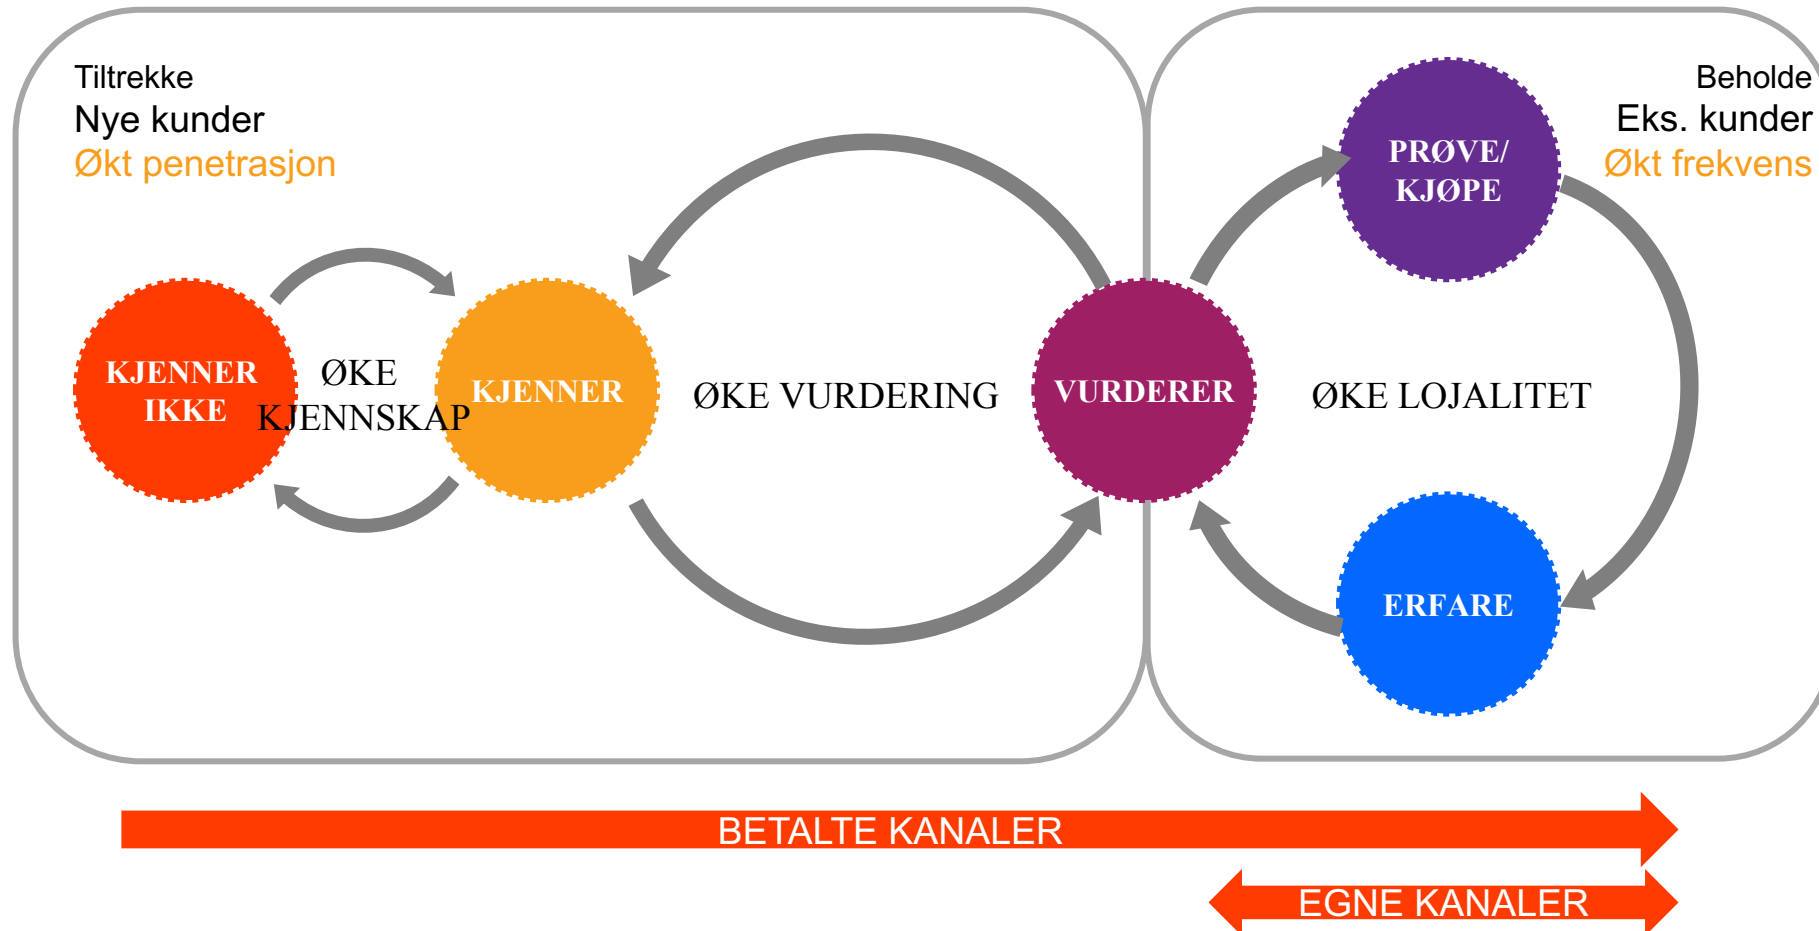 Tiltrekke
Nye kunder
Økt penetrasjon
Beholde
Eks. kunder
Økt frekvens
PRØVE/
KJØPE
KJENNER
IKKE
ØKE
KJENNSKAP
KJENNER
ØKE VURDERING
VURDERER
ØKE LOJALITET
ERFARE
BETALTE KANALER
EGNE KANALER